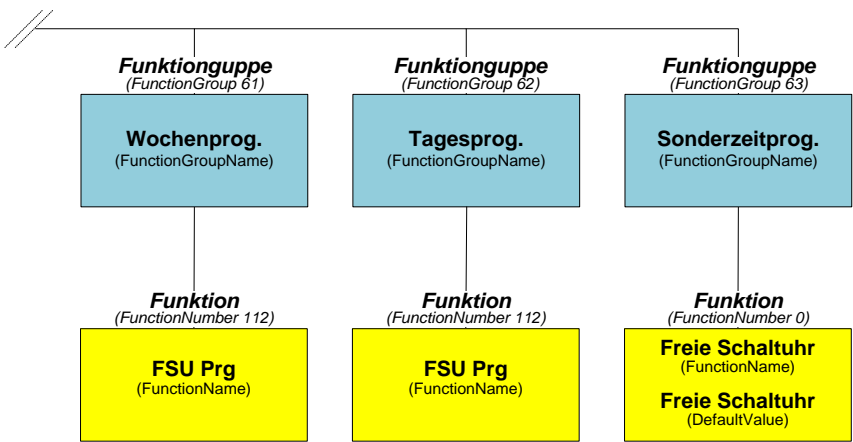 Funktionguppe
(FunctionGroup 61)
Wochenprog.
(FunctionGroupName)
Funktion
(FunctionNumber 112)
FSU Prg
(FunctionName)
Funktionguppe
(FunctionGroup 62)
Tagesprog.
(FunctionGroupName)
Funktion
(FunctionNumber 112)
FSU Prg
(FunctionName)
Funktionguppe
(FunctionGroup 63)
Sonderzeitprog.
(FunctionGroupName)
Funktion
(FunctionNumber 0)
Freie Schaltuhr
(FunctionName)
Freie Schaltuhr
(DefaultValue)